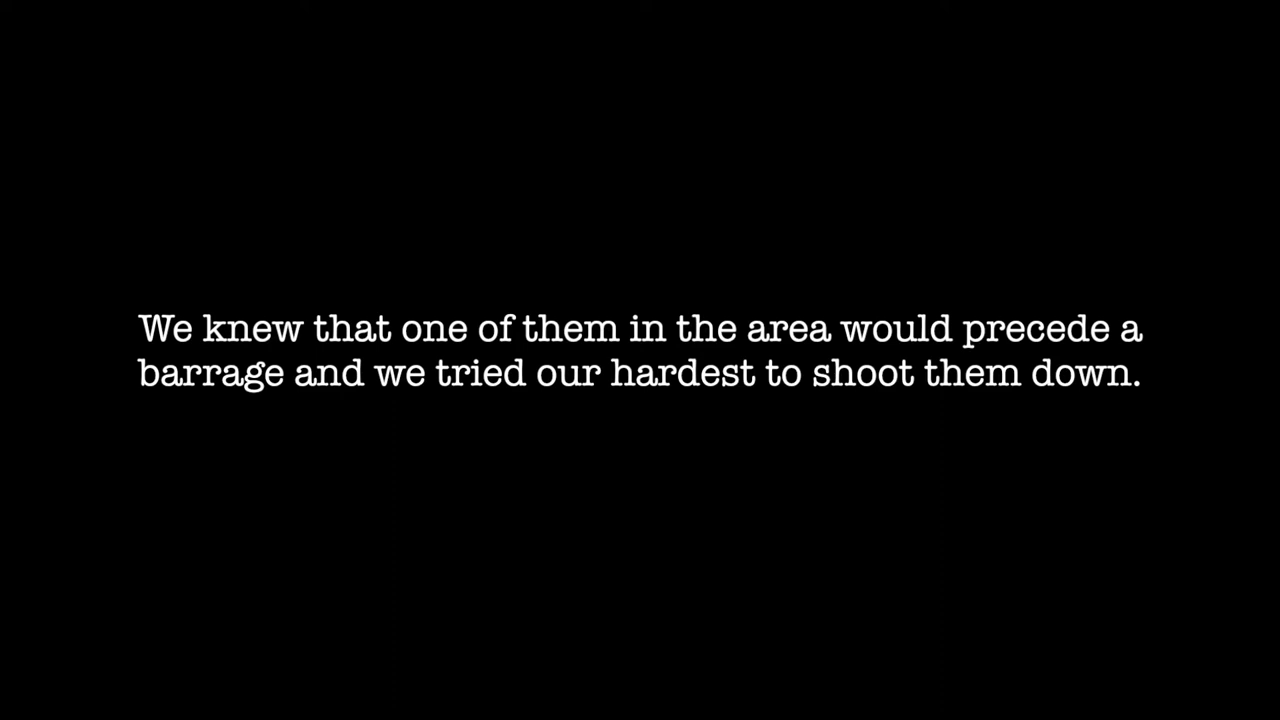 We knew that one of them in the area would precede a
barrage and we tried our hardest to shoot them down.